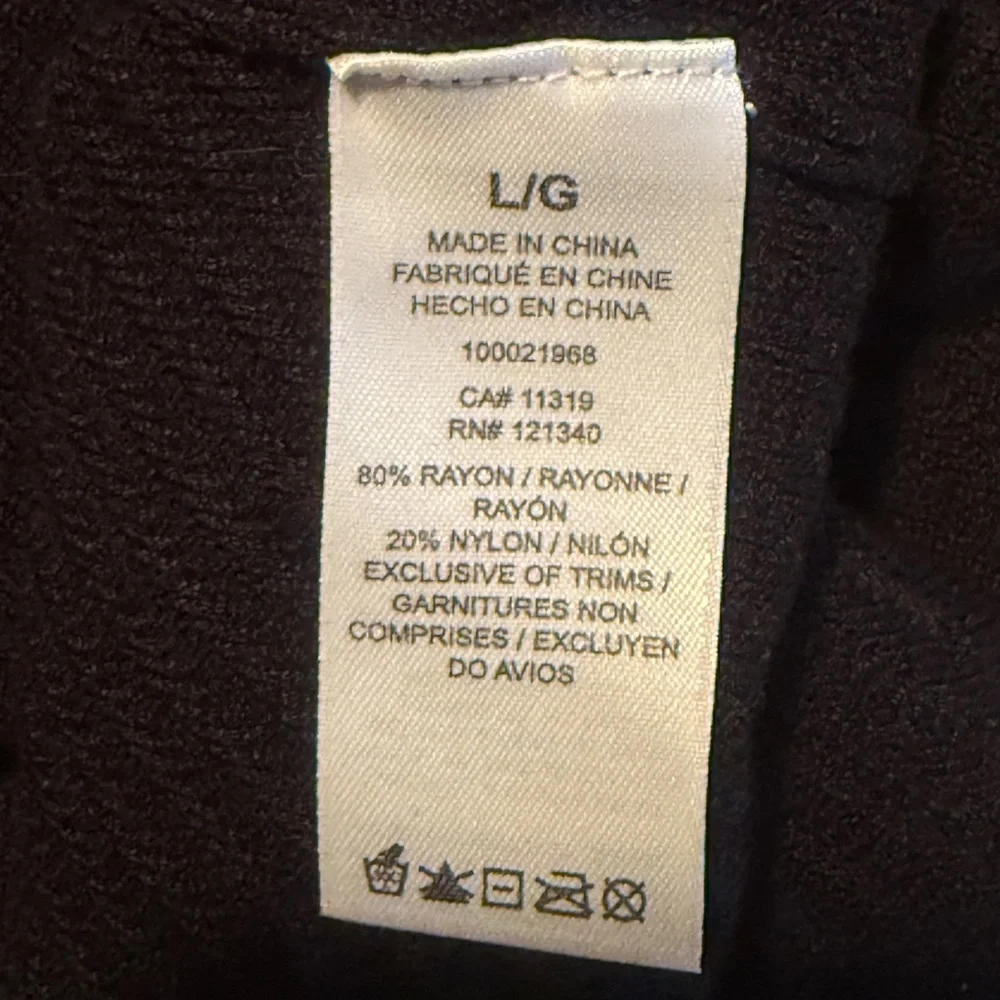 L/G
MADE IN CHINA
FABRIQUÉ EN CHINE
HECHO EN CHINA
100021968
CA# 11319
RN# 121340
80% RAYON / RAYONNE /
RAYÓN
20% NYLON / NILÓN
EXCLUSIVE OF TRIMS /
GARNITURES NON
COMPRISES / EXCLUYEN
DO AVIOS